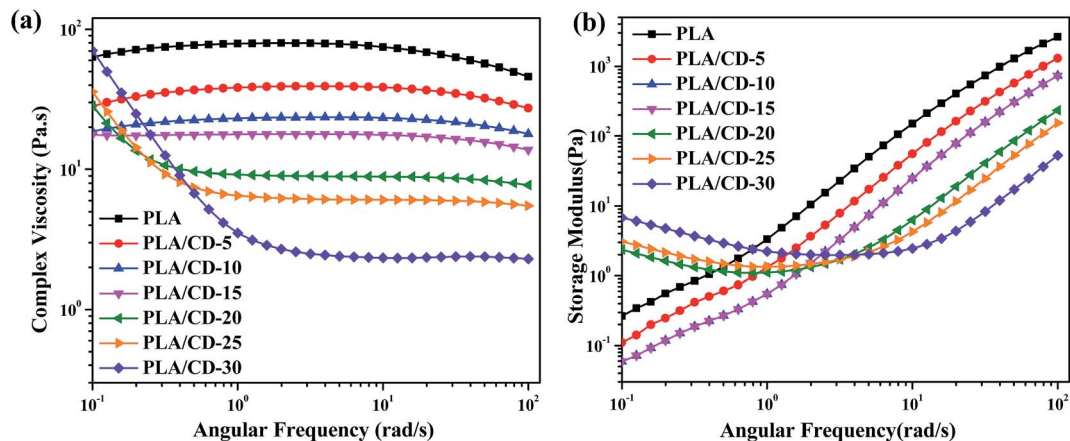 (a)
Complex Viscosity (Pa.s)
10²
10¹
10⁰
PLA
PLA/CD-5
PLA/CD-10
PLA/CD-15
PLA/CD-20
PLA/CD-25
PLA/CD-30
10⁻¹ 10⁰ 10¹ 10²
Angular Frequency (rad/s)
(b)
Storage Modulus(Pa)
10³
10²
10¹
10⁰
10⁻¹
PLA
PLA/CD-5
PLA/CD-10
PLA/CD-15
PLA/CD-20
PLA/CD-25
PLA/CD-30
10⁻¹ 10⁰ 10¹ 10²
Angular Frequency(rad/s)